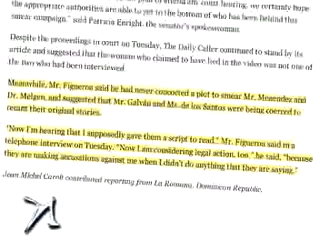 the appropriate authorities are able to get to the bottom of who has been behind this
smear campaign," said Patricia Enright, the senator's spokeswoman.
Despite the proceedings in court on Tuesday, The Daily Caller continued to stand by its
article and suggested that the woman who claimed to have lied in the video was not one of
the two who had been interviewed
Meanwhile, Mr. Figueroa said he had never concocted a plot to smear Mr. Menendez and
Dr. Melgen, and suggested that Mr. Galván and Ms. de los Santos were being coerced to
recant their original stories.
"Now I'm hearing that I supposedly gave them a script to read." Mr. Figueroa said in a
telephone interview on Tuesday. "Now I am considering legal action, too," he said, "because
they are making accusations against me when I didn't do anything that they are saying."
Jean Michel contributed reporting from La Romana, Dominican Republic.